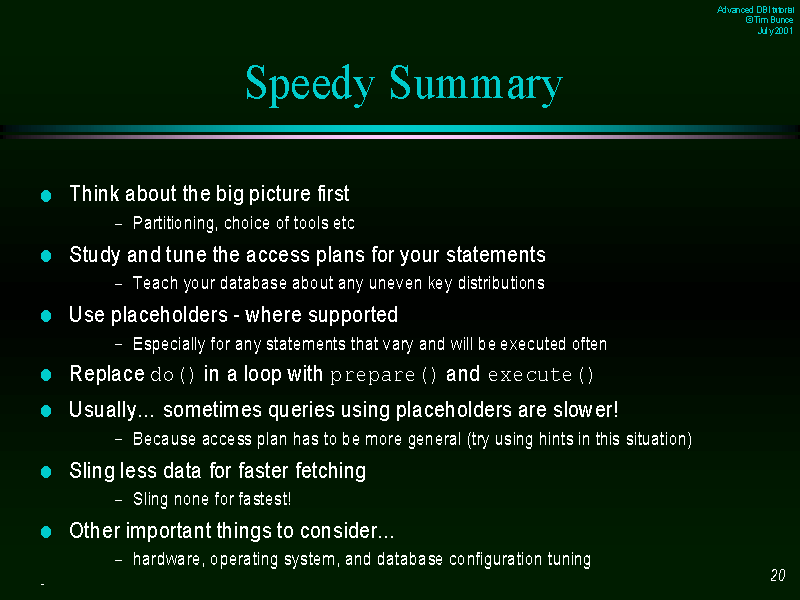 Advanced DBI tutorial
© Tim Bunce
July 2001
Speedy Summary
Think about the big picture first
– Partitioning, choice of tools etc
Study and tune the access plans for your statements
– Teach your database about any uneven key distributions
Use placeholders - where supported
– Especially for any statements that vary and will be executed often
Replace do() in a loop with prepare() and execute()
Usually... sometimes queries using placeholders are slower!
– Because access plan has to be more general (try using hints in this situation)
Sling less data for faster fetching
– Sling none for fastest!
Other important things to consider...
– hardware, operating system, and database configuration tuning
-
20